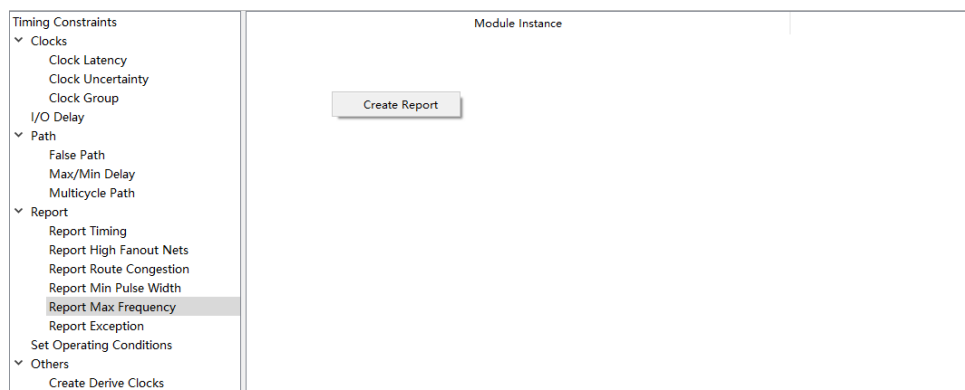 Timing Constraints
Clocks
Clock Latency
Clock Uncertainty
Clock Group
I/O Delay
Path
False Path
Max/Min Delay
Multicycle Path
Report
Report Timing
Report High Fanout Nets
Report Route Congestion
Report Min Pulse Width
Report Max Frequency
Report Exception
Set Operating Conditions
Others
Create Derive Clocks
Module Instance
Create Report